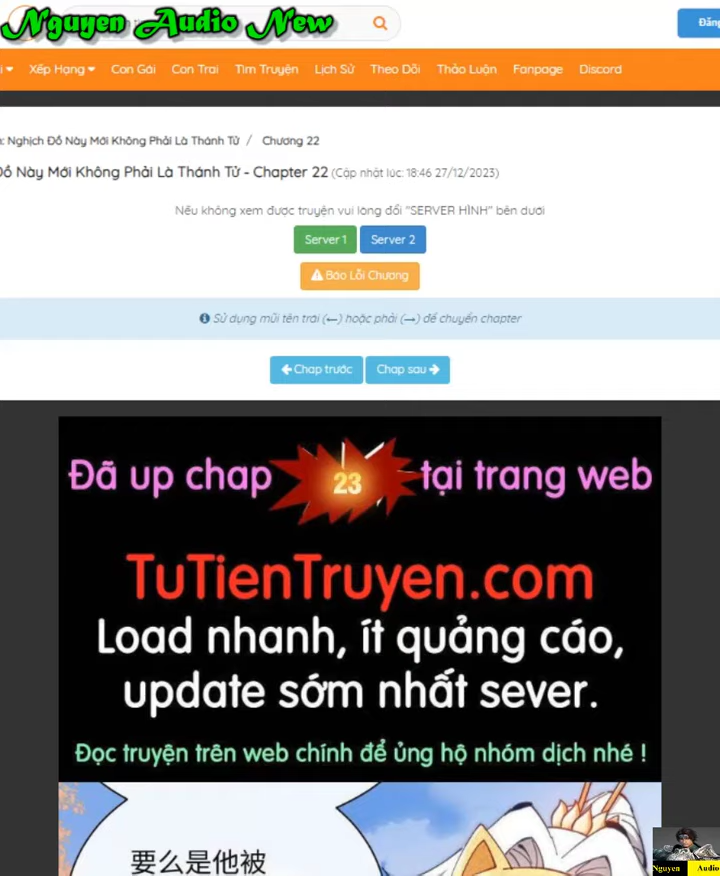 Nguyen Audio New
Đăng
i Xếp Hạng Con Gái Con Trai Tìm Truyện Lịch Sử Theo Dõi Thảo Luận Fanpage Discord
: Nghịch Đồ Này Mới Không Phải Là Thánh Tử / Chương 22
Đồ Này Mới Không Phải Là Thánh Tử - Chapter 22 (Cập nhật lúc: 18:46 27/12/2023)
Nếu không xem được truyện vui lòng đổi "SERVER HÌNH" bên dưới
Server 1 Server 2
Báo Lỗi Chương
Sử dụng mũi tên trái (←) hoặc phải (→) để chuyển chapter
← Chap trước Chap sau →
Đã up chap 23 tại trang web
TuTienTruyen.com
Load nhanh, ít quảng cáo,
update sớm nhất sever.
Đọc truyện trên web chính để ủng hộ nhóm dịch nhé !
要么是他被
Nguyen Audio